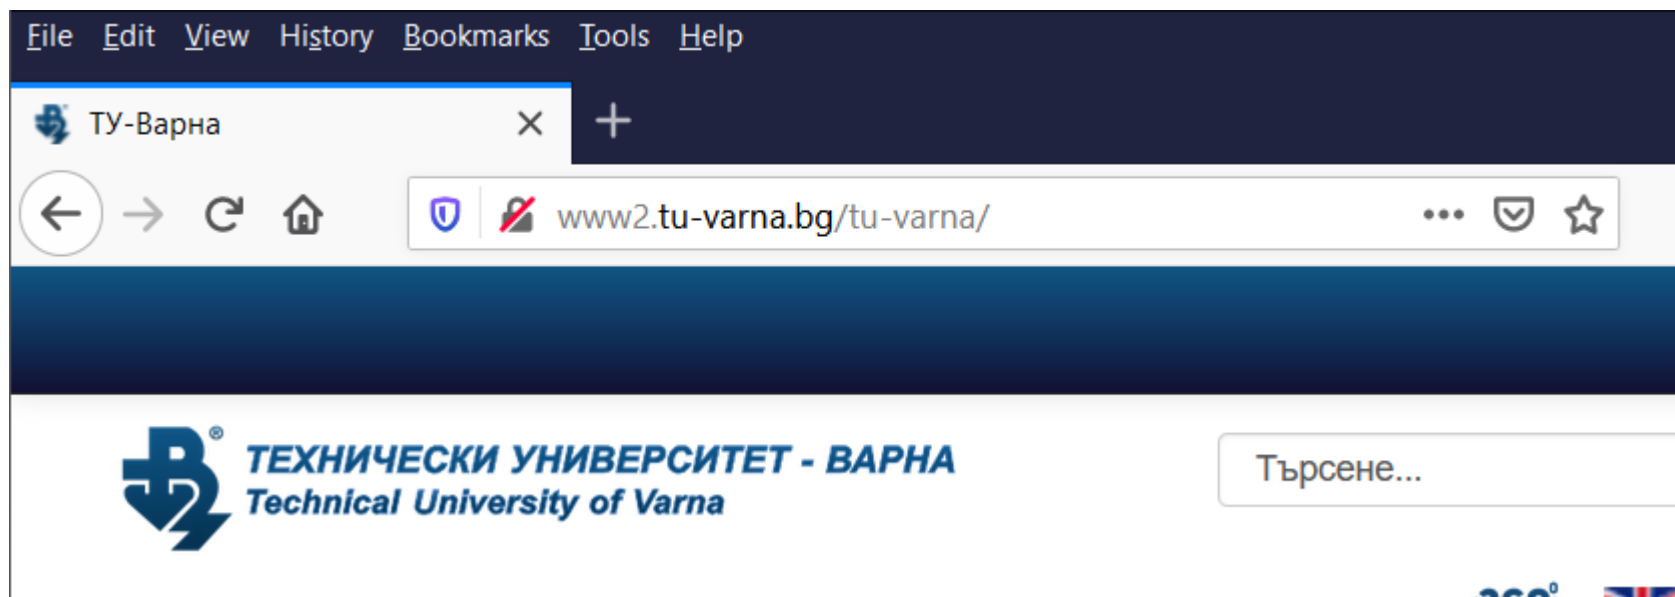 File Edit View History Bookmarks Tools Help
ТУ-Варна
www2.tu-varna.bg/tu-varna/
ТЕХНИЧЕСКИ УНИВЕРСИТЕТ - ВАРНА
Technical University of Varna
Търсене...